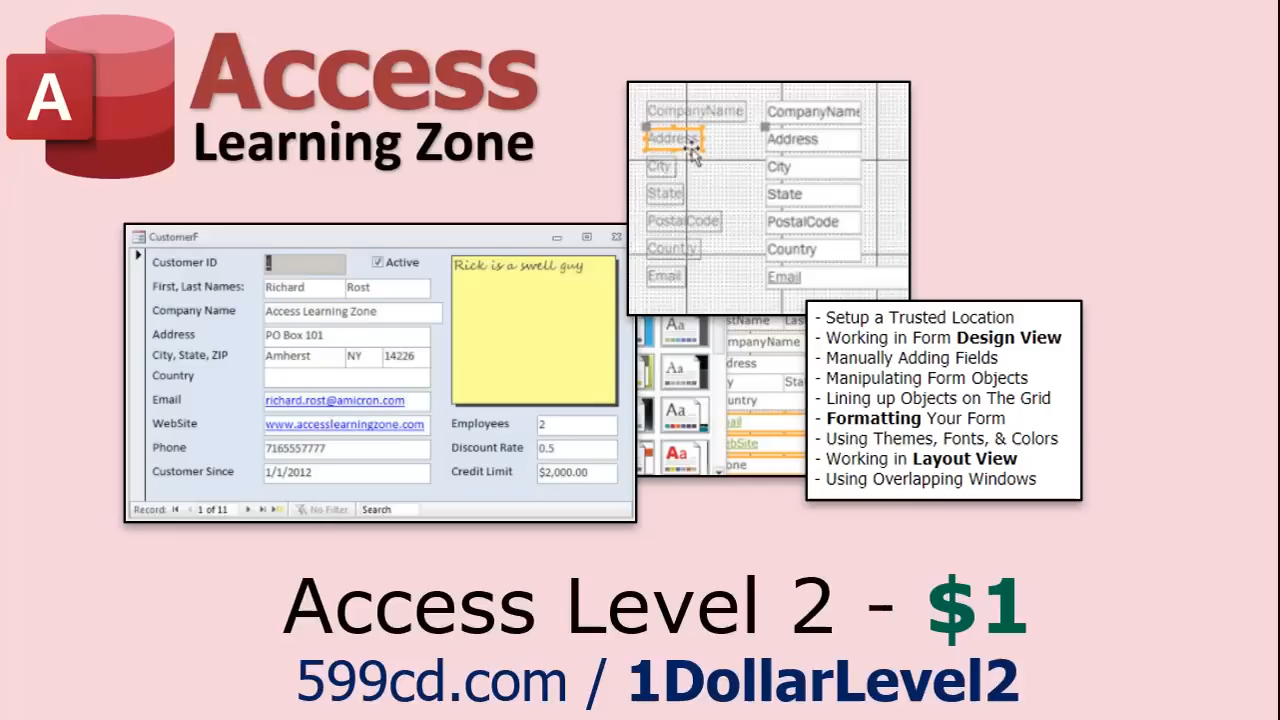 A
Access
Learning Zone
CompanyName CompanyName
Address Address
City City
State State
PostalCode PostalCode
Country Country
Email Email
CustomerF
Customer ID Active
First, Last Names: Richard Rost
Company Name Access Learning Zone
Address PO Box 101
City, State, ZIP Amherst NY 14226
Country
Email richard.rost@amicron.com
WebSite www.accesslearningzone.com
Phone 7165557777
Customer Since 1/1/2012
Rick is a swell guy
Employees 2
Discount Rate 0.5
Credit Limit $2,000.00
Record: 1 of 11 No Filter Search
Aa
Aa
Aa
Aa
- Setup a Trusted Location
- Working in Form Design View
- Manually Adding Fields
- Manipulating Form Objects
- Lining up Objects on The Grid
- Formatting Your Form
- Using Themes, Fonts, & Colors
- Working in Layout View
- Using Overlapping Windows
Access Level 2 - $1
599cd.com / 1DollarLevel2